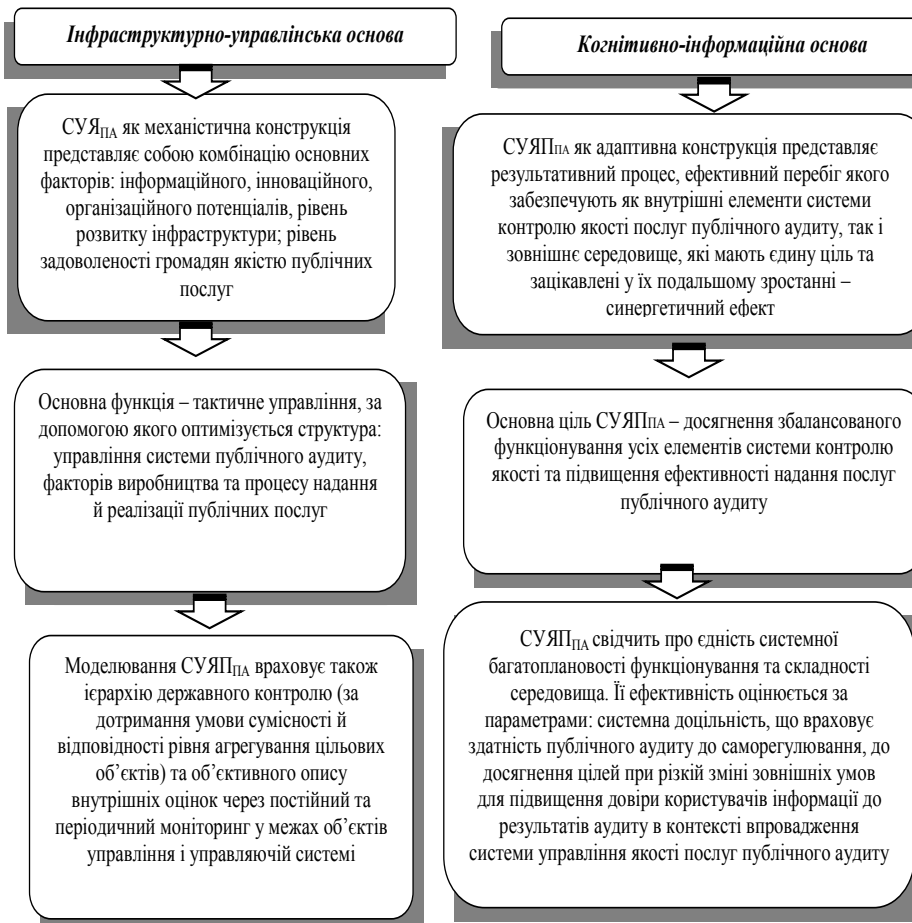 Інфраструктурно-управлінська основа
СУЯПА як механістична конструкція
представляє собою комбінацію основних
факторів: інформаційного, інноваційного,
організаційного потенціалів, рівень
розвитку інфраструктури; рівень
задоволеності громадян якістю публічних
послуг
Основна функція – тактичне управління, за
допомогою якого оптимізується структура:
управління системи публічного аудиту,
факторів виробництва та процесу надання
й реалізації публічних послуг
Моделювання СУЯППА враховує також
ієрархію державного контролю (за
дотримання умови сумісності й
відповідності рівня агрегування цільових
об’єктів) та об’єктивного опису
внутрішніх оцінок через постійний та
періодичний моніторинг у межах об’єктів
управління і управляючій системі
Когнітивно-інформаційна основа
СУЯППА як адаптивна конструкція представляє
результативний процес, ефективний перебіг якого
забезпечують як внутрішні елементи системи
контролю якості послуг публічного аудиту, так і
зовнішнє середовище, які мають єдину ціль та
зацікавлені у їх подальшому зростанні –
синергетичний ефект
Основна ціль СУЯППА – досягнення збалансованого
функціонування усіх елементів системи контролю
якості та підвищення ефективності надання послуг
публічного аудиту
СУЯППА свідчить про єдність системної
багатоплановості функціонування та складності
середовища. Її ефективність оцінюється за
параметрами: системна доцільність, що враховує
здатність публічного аудиту до саморегулювання, до
досягнення цілей при різкій зміні зовнішніх умов
для підвищення довіри користувачів інформації до
результатів аудиту в контексті впровадження
системи управління якості послуг публічного аудиту